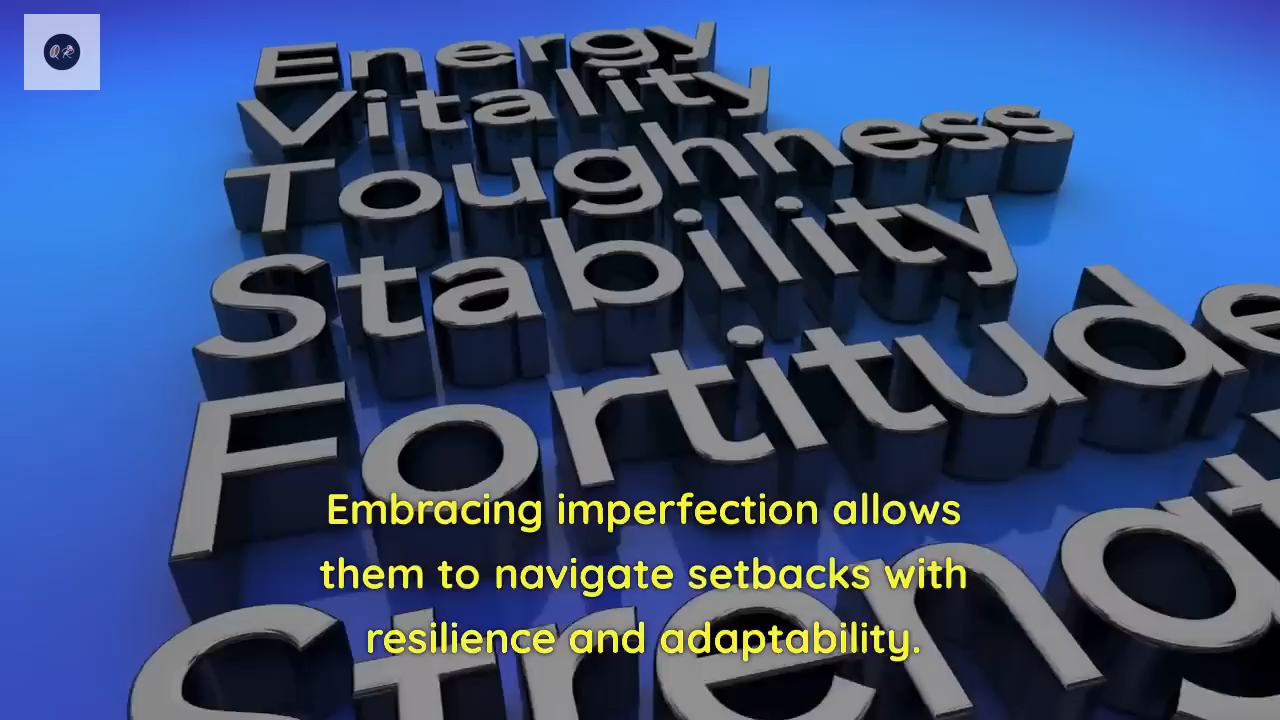 Energy
Vitality
Toughness
Stability
Fortitude
Embracing imperfection allows
them to navigate setbacks with
resilience and adaptability.